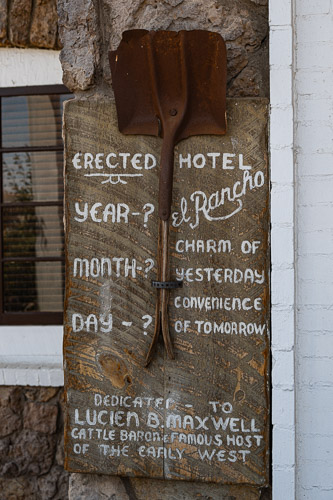 ERECTED HOTEL
YEAR-? el Rancho
CHARM OF
MONTH-? YESTERDAY
CONVENIENCE
DAY - ? OF TOMORROW
DEDICATED - TO
LUCIEN B. MAXWELL
CATTLE BARON & FAMOUS HOST
OF THE EARLY WEST